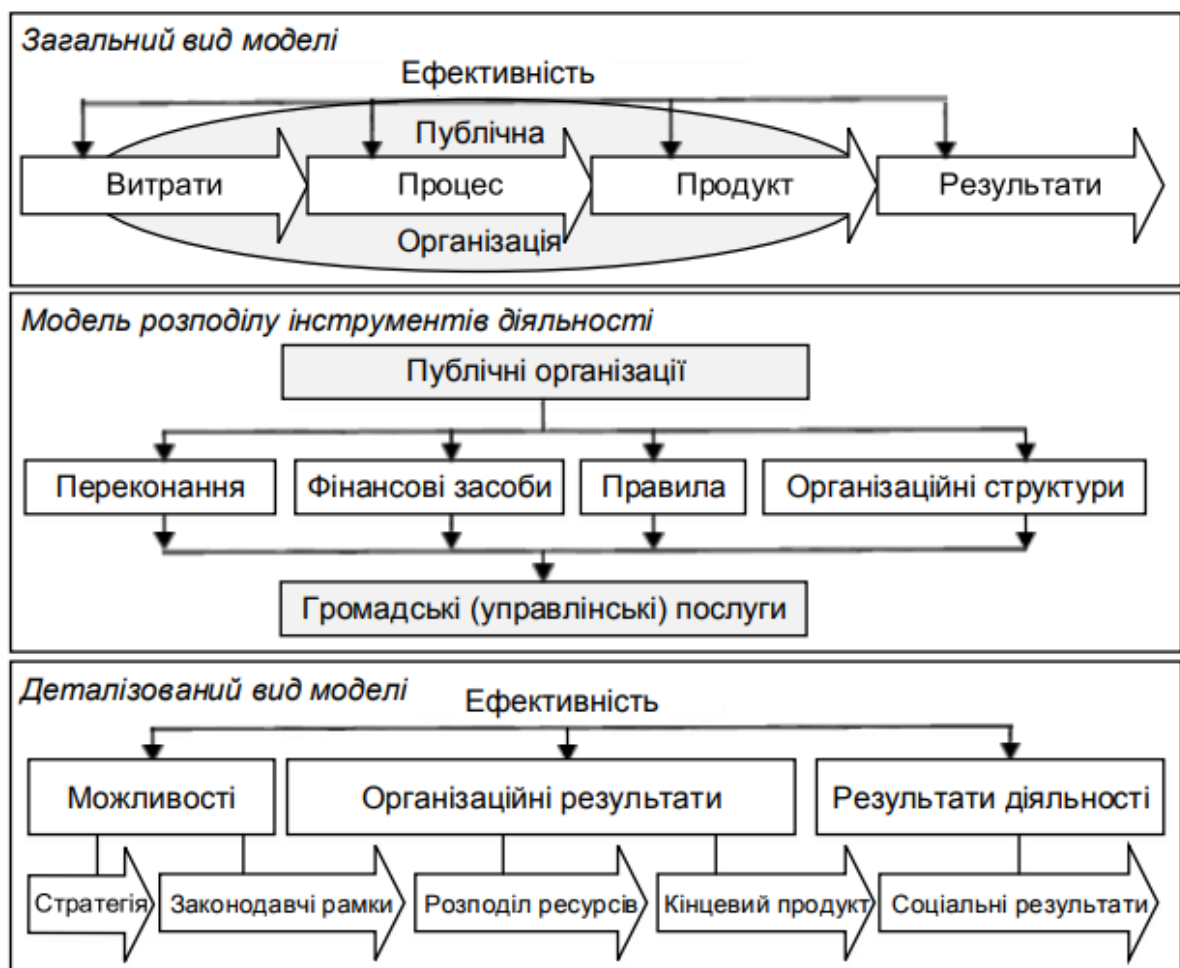 Загальний вид моделі
Ефективність
Публічна
Витрати
Процес
Продукт
Результати
Організація
Модель розподілу інструментів діяльності
Публічні організації
Переконання
Фінансові засоби
Правила
Організаційні структури
Громадські (управлінські) послуги
Деталізований вид моделі
Ефективність
Можливості
Організаційні результати
Результати діяльності
Стратегія
Законодавчі рамки
Розподіл ресурсів
Кінцевий продукт
Соціальні результати